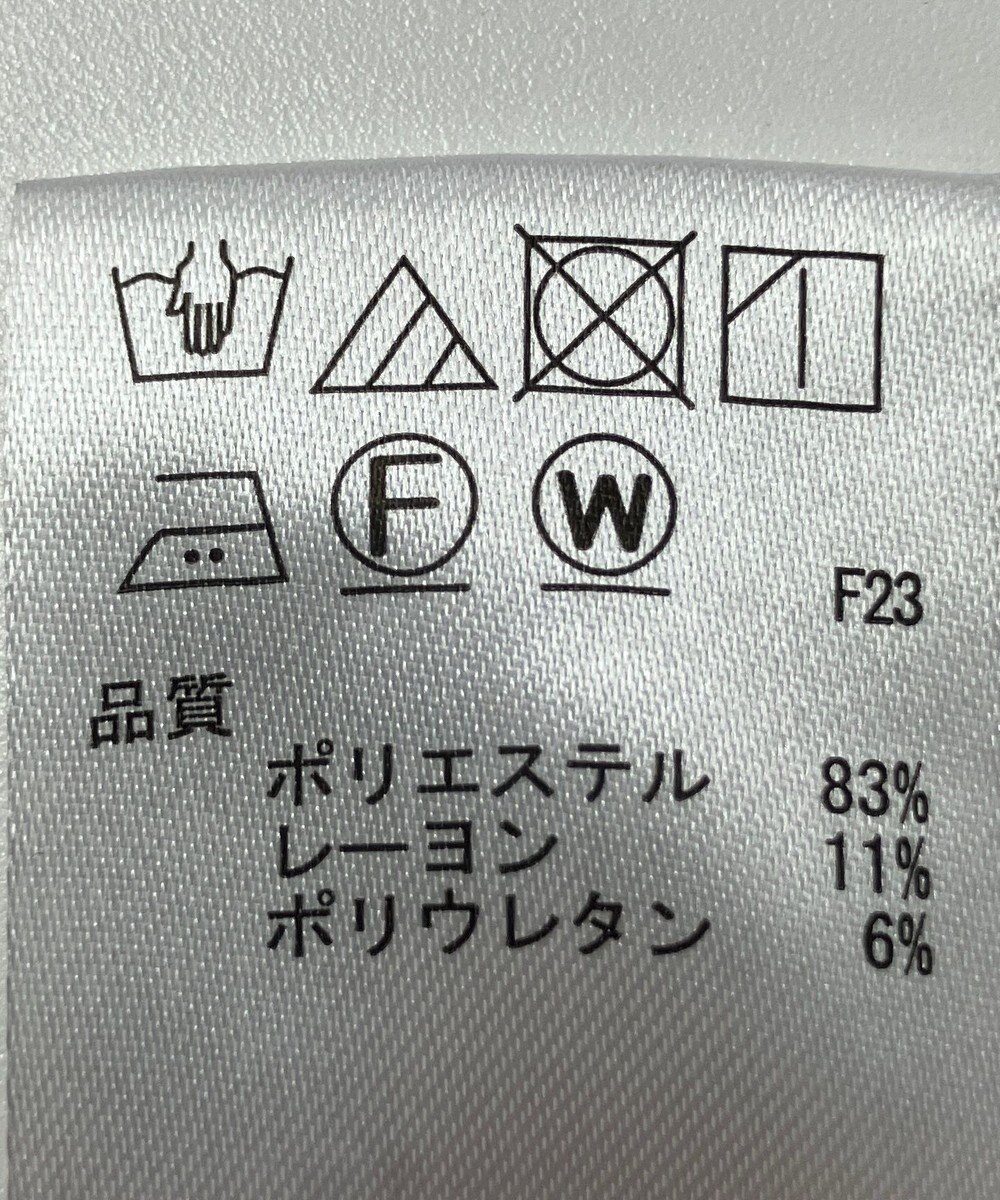 F W
F23
品質
ポリエステル 83%
レーヨン 11%
ポリウレタン 6%